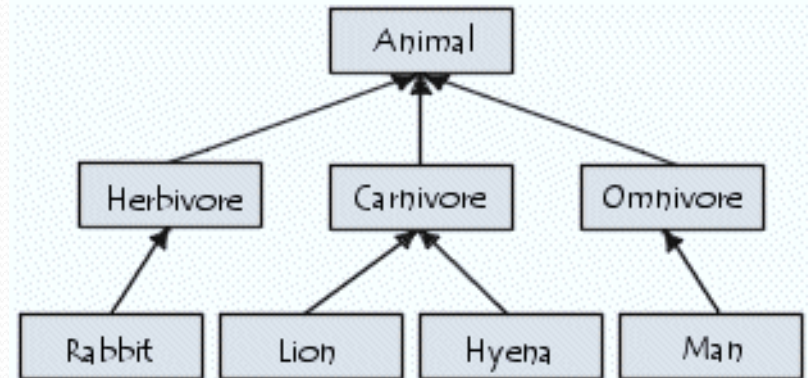 Animal
Herbivore
Carnivore
Omnivore
Rabbit
Lion
Hyena
Man